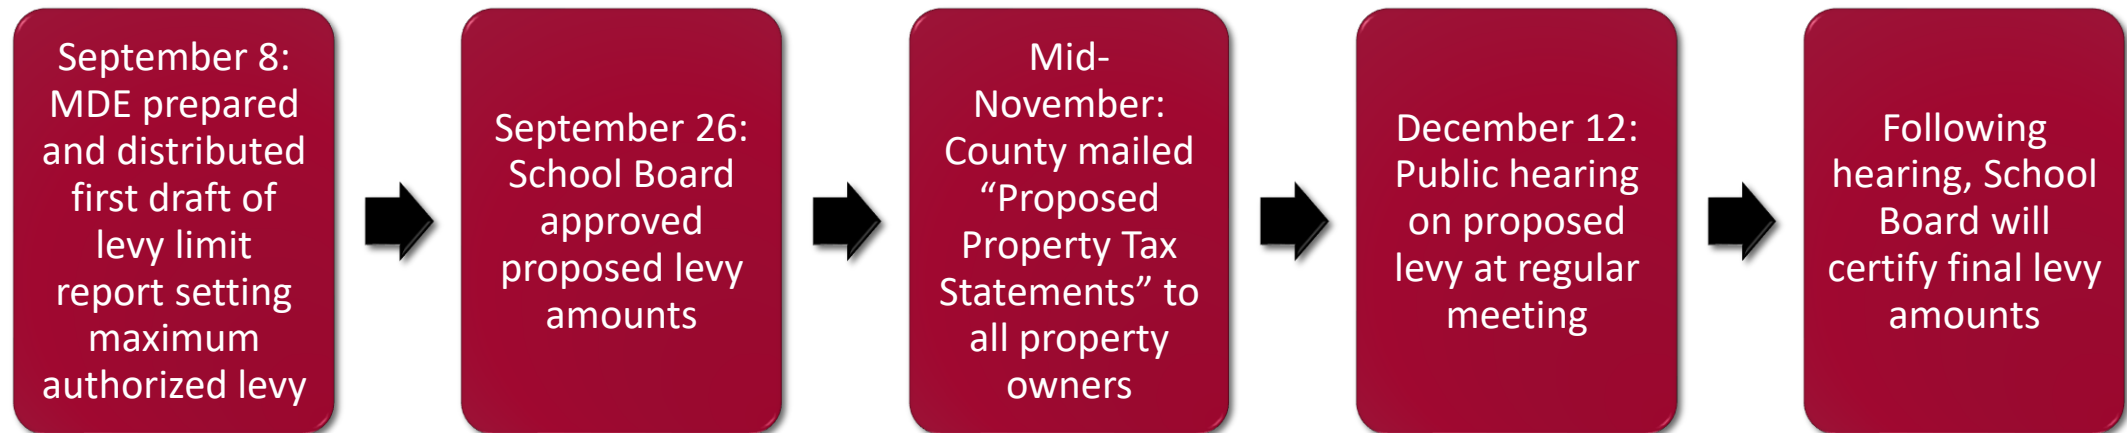 September 8:
MDE prepared
and distributed
first draft of
levy limit
report setting
maximum
authorized levy
September 26:
School Board
approved
proposed levy
amounts
Mid-
November:
County mailed
“Proposed
Property Tax
Statements” to
all property
owners
December 12:
Public hearing
on proposed
levy at regular
meeting
Following
hearing, School
Board will
certify final levy
amounts